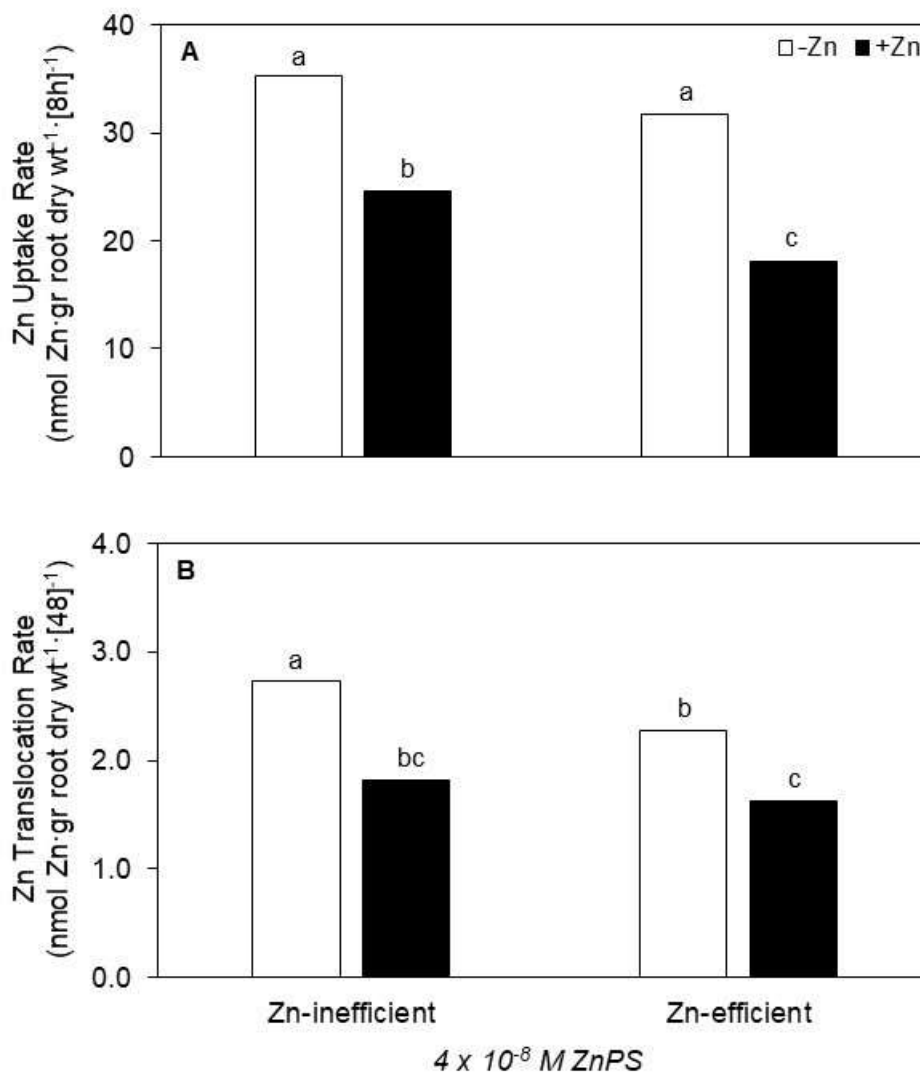 Zn Uptake Rate
(nmol Zn·gr root dry wt⁻¹·[8h]⁻¹)
40
30
20
10
0
A
□-Zn ■+Zn
a
b
a
c
Zn Translocation Rate
(nmol Zn·gr root dry wt⁻¹·[48]⁻¹)
4.0
3.0
2.0
1.0
0.0
B
a
bc
b
c
Zn-inefficient Zn-efficient
4 x 10⁻⁸ M ZnPS